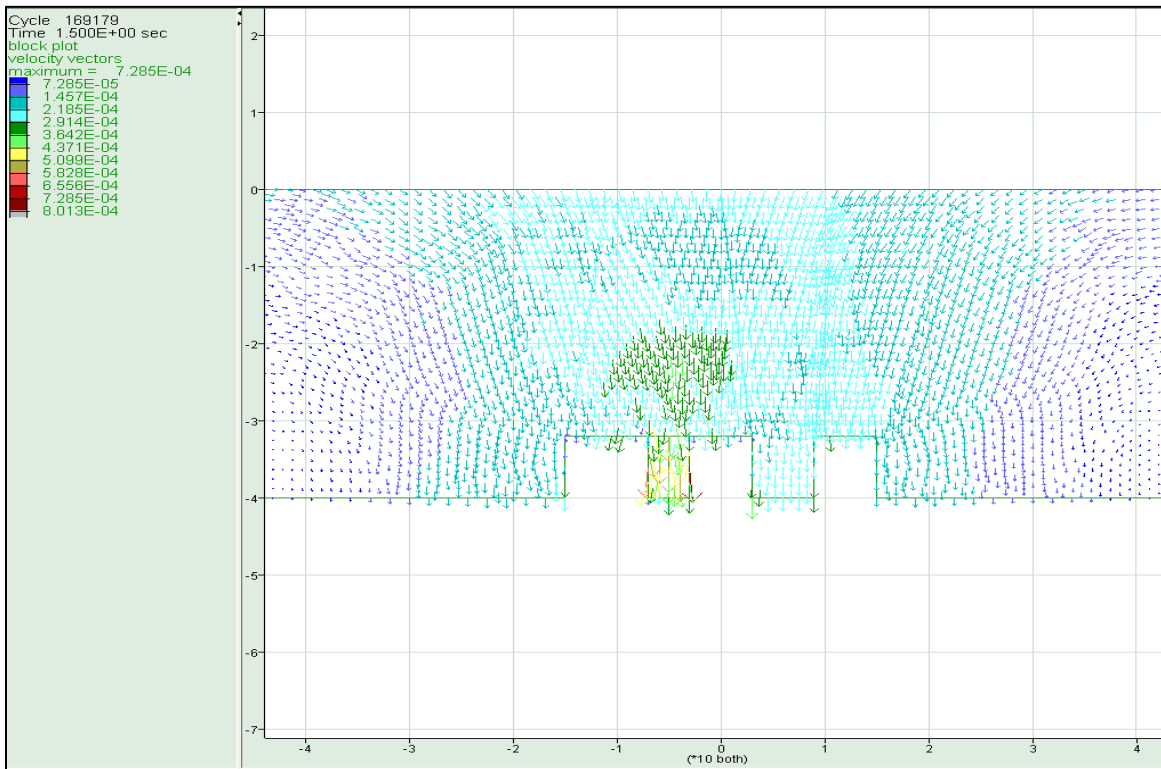 Cycle 169179
Time 1.500E+00 sec
block plot
velocity vectors
maximum = 7.285E-04
7.285E-05
1.457E-04
2.185E-04
2.914E-04
3.642E-04
4.371E-04
5.099E-04
5.828E-04
6.556E-04
7.285E-04
8.013E-04
2
1
0
-1
-2
-3
-4
-5
-6
-7
-4 -3 -2 -1 0 1 2 3 4
(*10 both)